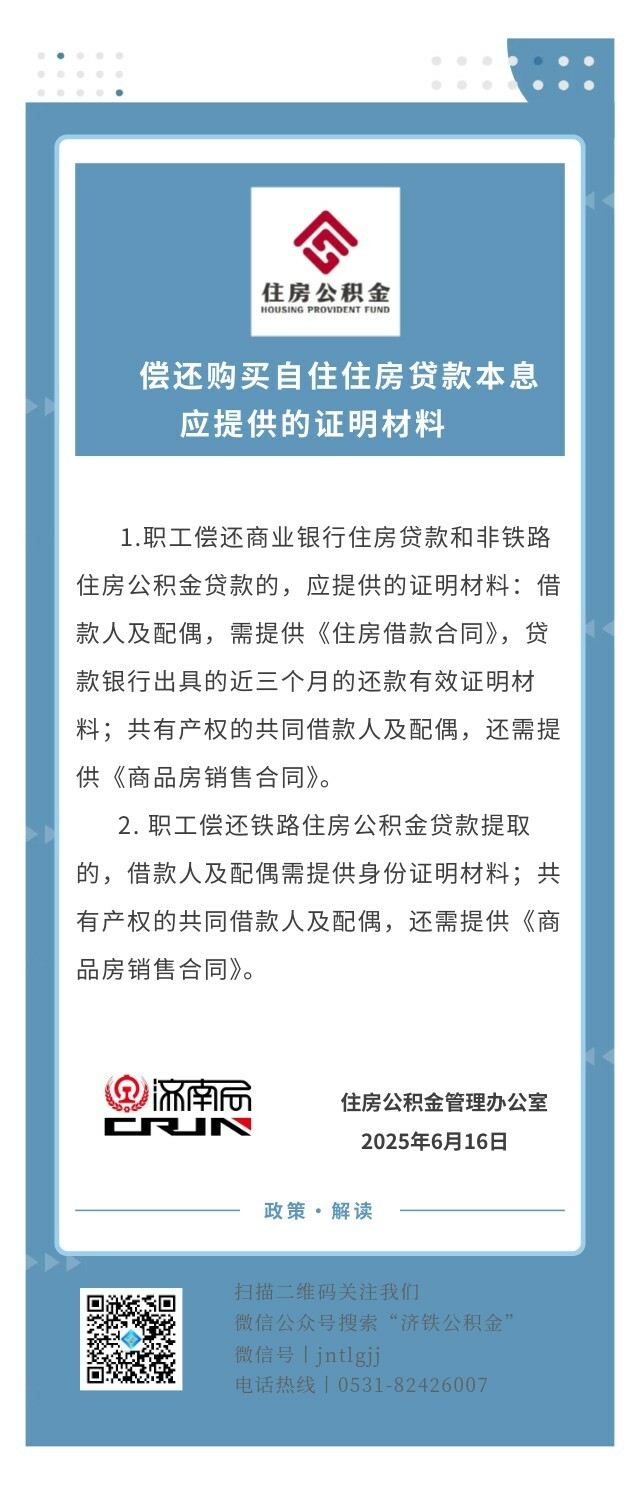 住房公积金
HOUSING PROVIDENT FUND
偿还购买自住住房贷款本息
应提供的证明材料
1.职工偿还商业银行住房贷款和非铁路
住房公积金贷款的，应提供的证明材料：借
款人及配偶，需提供《住房借款合同》，贷
款银行出具的近三个月的还款有效证明材
料；共有产权的共同借款人及配偶，还需提
供《商品房销售合同》。
2. 职工偿还铁路住房公积金贷款提取
的，借款人及配偶需提供身份证明材料；共
有产权的共同借款人及配偶，还需提供《商
品房销售合同》。
济南局
CRJN
住房公积金管理办公室
2025年6月16日
政策·解读
扫描二维码关注我们
微信公众号搜索“济铁公积金”
微信号丨jntlgjj
电话热线丨0531-82426007